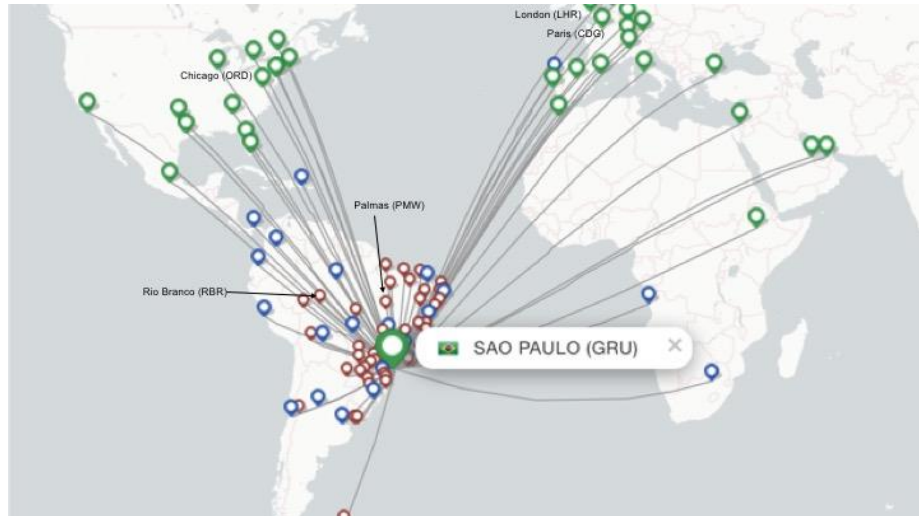 London (LHR)
Paris (CDG)
Chicago (ORD)
Palmas (PMW)
Rio Branco (RBR)
SAO PAULO (GRU) ×